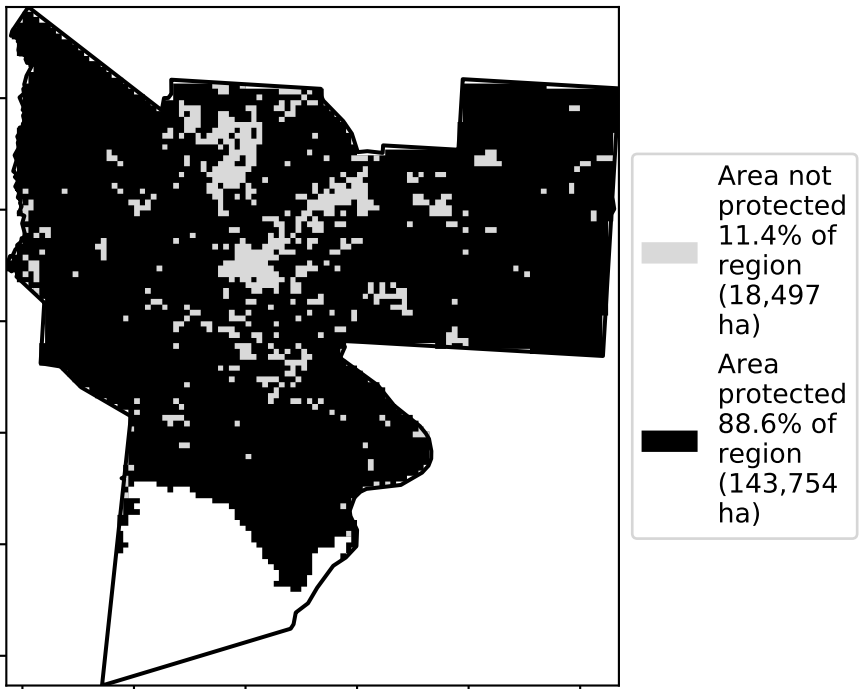 Area not
protected
11.4% of
region
(18,497
ha)
Area
protected
88.6% of
region
(143,754
ha)